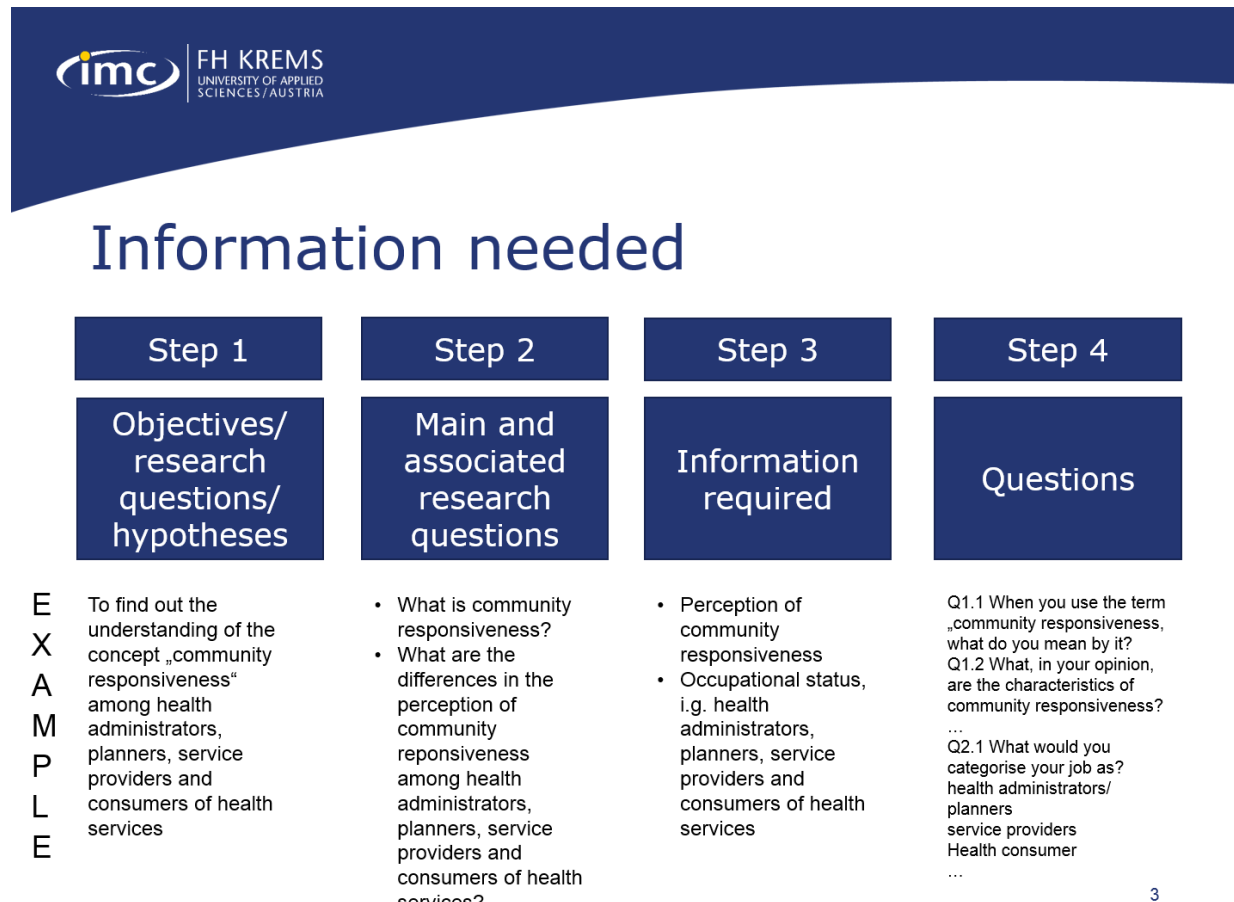 imc
FH KREMS
UNIVERSITY OF APPLIED
SCIENCES/AUSTRIA
Information needed
Step 1
Objectives/
research
questions/
hypotheses
Step 2
Main and
associated
research
questions
Step 3
Information
required
Step 4
Questions
E
X
A
M
P
L
E
To find out the
understanding of the
concept „community
responsiveness“
among health
administrators,
planners, service
providers and
consumers of health
services
• What is community
responsiveness?
• What are the
differences in the
perception of
community
reponsiveness
among health
administrators,
planners, service
providers and
consumers of health
services?
• Perception of
community
responsiveness
• Occupational status,
i.g. health
administrators,
planners, service
providers and
consumers of health
services
Q1.1 When you use the term
„community responsiveness,
what do you mean by it?
Q1.2 What, in your opinion,
are the characteristics of
community responsiveness?
…
Q2.1 What would you
categorise your job as?
health administrators/
planners
service providers
Health consumer
…
3